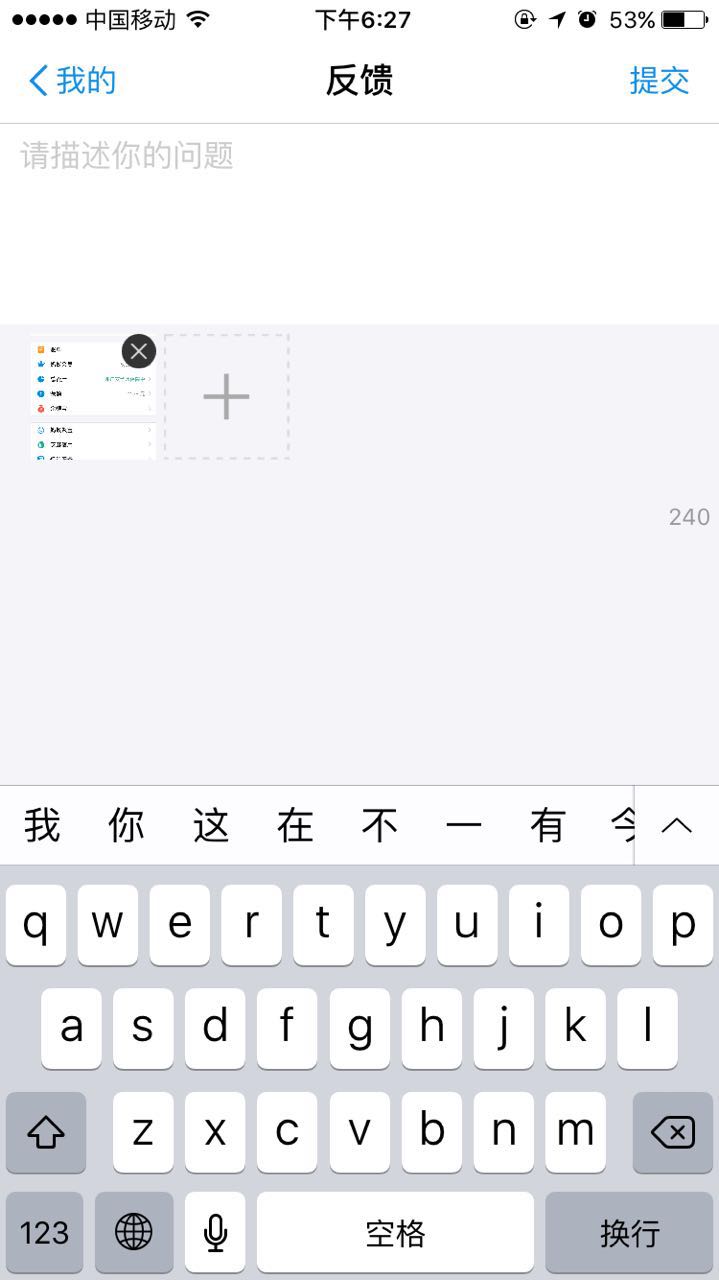 中国移动 下午6:27 53%
我的 反馈 提交
请描述你的问题
240
我 你 这 在 不 一 有 今
q w e r t y u i o p
a s d f g h j k l
z x c v b n m
123 空格 换行